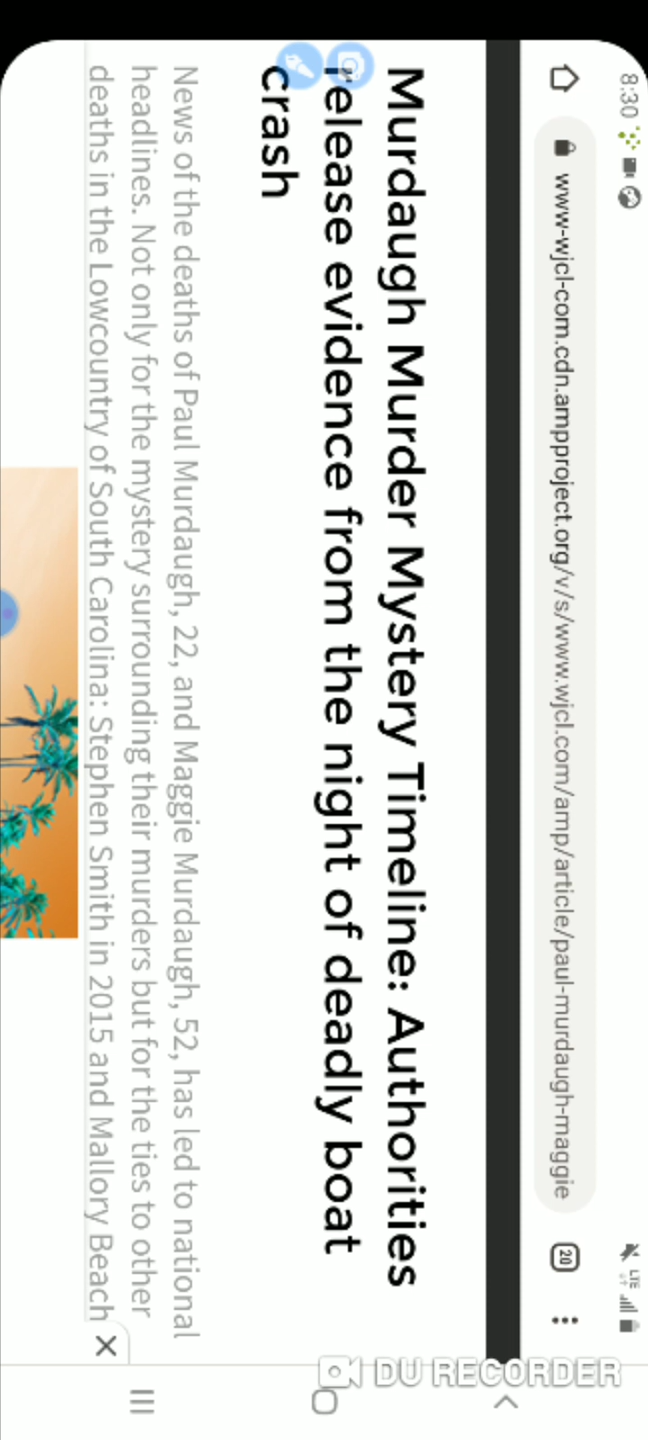 8:30
LTE
www-wjcl-com.cdn.ampproject.org/v/s/www.wjcl.com/amp/article/paul-murdaugh-maggie
20
Murdaugh Murder Mystery Timeline: Authorities
release evidence from the night of deadly boat
crash
News of the deaths of Paul Murdaugh, 22, and Maggie Murdaugh, 52, has led to national
headlines. Not only for the mystery surrounding their murders but for the ties to other
deaths in the Lowcountry of South Carolina: Stephen Smith in 2015 and Mallory Beach
DU RECORDER